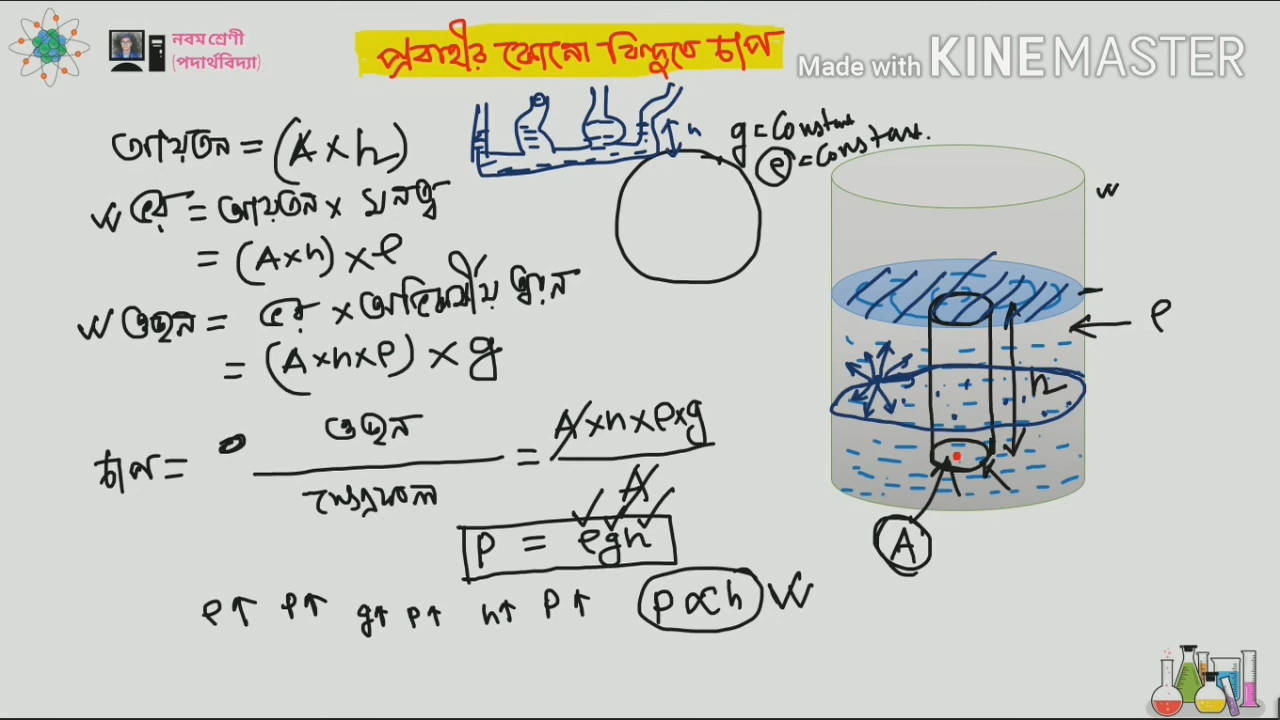 নবম শ্রেণী
(পদার্থবিদ্যা)
প্রবাহীর কোনো বিন্দুতে চাপ
Made with KINEMASTER
আয়তন = (A × h)
W এর = আয়তন × ঘনত্ব
= (A×h) × ρ
W ওজন = ভর × অভিকর্ষীয় ত্বরণ
= (A×h×ρ) × g
চাপ = ওজন / ক্ষেত্রফল = A×h×ρ×g / A
P = ρgh
ρ↑ P↑ g↑ P↑ h↑ P↑ P ∝ h W
h
g = Constant
ρ = Constant.
w
ρ
h
A